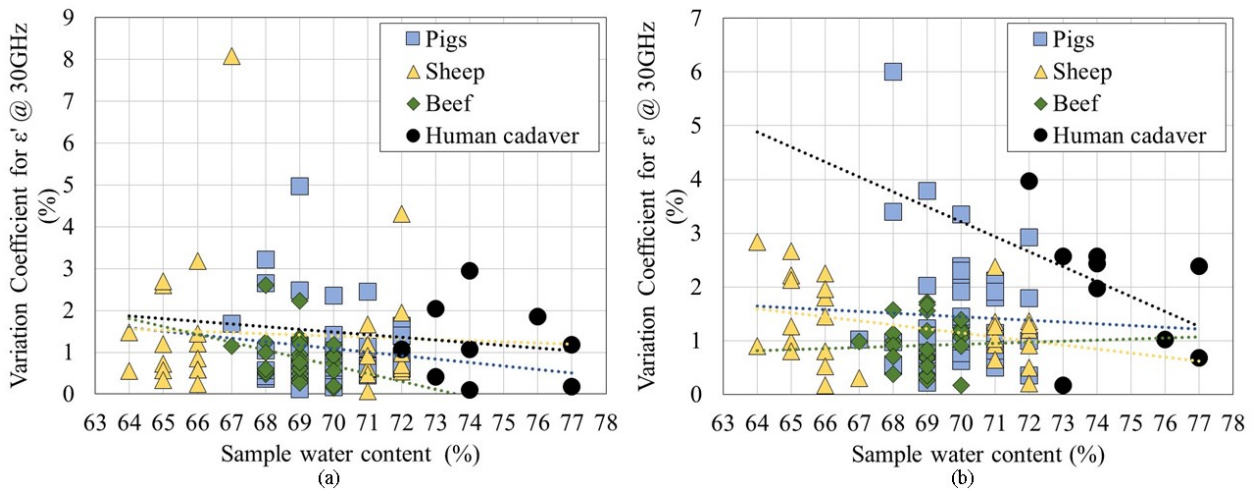 Variation Coefficient for ε' @ 30GHz
(%)
9
8
7
6
5
4
3
2
1
0
Pigs
Sheep
Beef
Human cadaver
63 64 65 66 67 68 69 70 71 72 73 74 75 76 77 78
Sample water content (%)
(a)
Variation Coefficient for ε" @ 30GHz
(%)
7
6
5
4
3
2
1
0
Pigs
Sheep
Beef
Human cadaver
63 64 65 66 67 68 69 70 71 72 73 74 75 76 77 78
Sample water content (%)
(b)